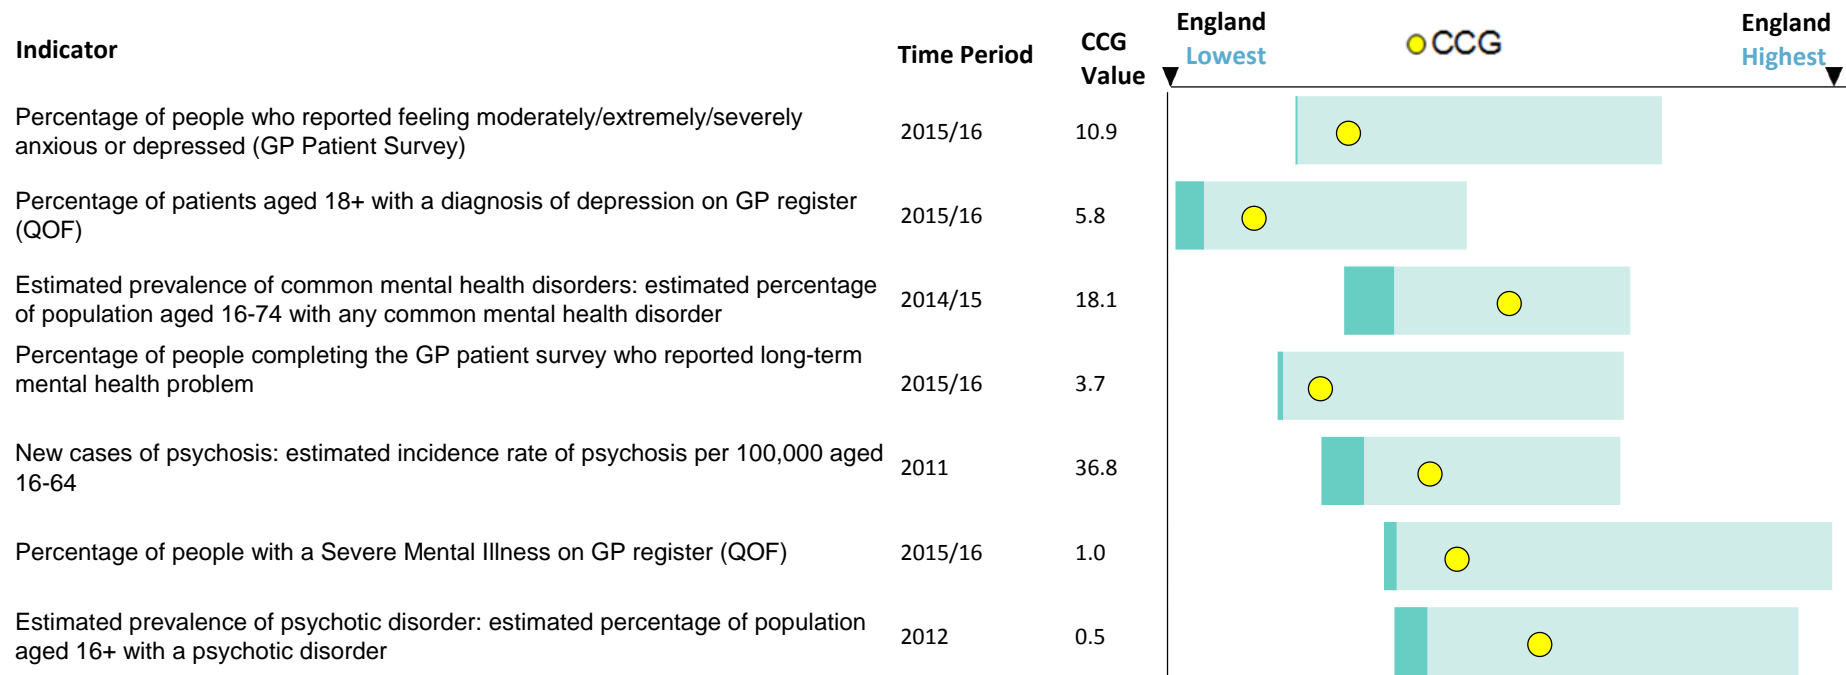 Indicator
Time Period
CCG
Value
England
Lowest
CCG
England
Highest
Percentage of people who reported feeling moderately/extremely/severely
anxious or depressed (GP Patient Survey)
2015/16
10.9
Percentage of patients aged 18+ with a diagnosis of depression on GP register
(QOF)
2015/16
5.8
Estimated prevalence of common mental health disorders: estimated percentage
of population aged 16-74 with any common mental health disorder
2014/15
18.1
Percentage of people completing the GP patient survey who reported long-term
mental health problem
2015/16
3.7
New cases of psychosis: estimated incidence rate of psychosis per 100,000 aged
16-64
2011
36.8
Percentage of people with a Severe Mental Illness on GP register (QOF)
2015/16
1.0
Estimated prevalence of psychotic disorder: estimated percentage of population
aged 16+ with a psychotic disorder
2012
0.5